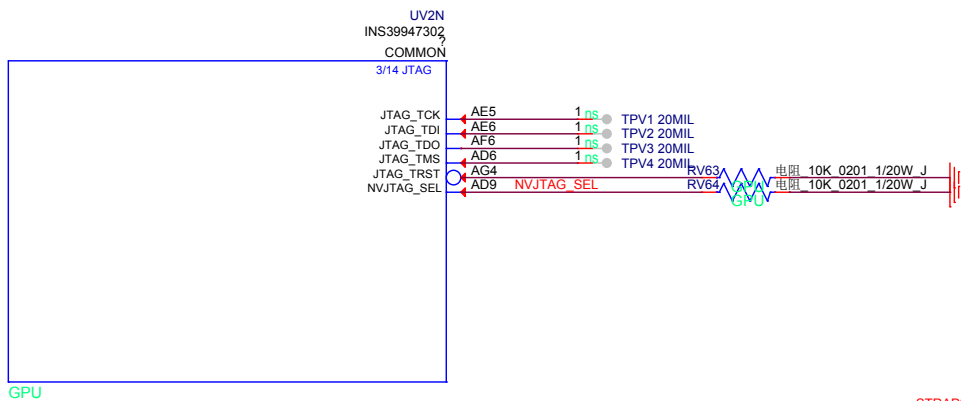 UV2N
INS39947302
?
COMMON
3/14 JTAG
JTAG_TCK AE5 1 ns TPV1 20MIL
JTAG_TDI AE6 1 ns TPV2 20MIL
JTAG_TDO AF6 1 ns TPV3 20MIL
JTAG_TMS AD6 1 ns TPV4 20MIL
JTAG_TRST AG4 RV63 电阻_10K_0201_1/20W_J
GPU
NVJTAG_SEL AD9 NVJTAG_SEL RV64 电阻_10K_0201_1/20W_J
GPU
GPU